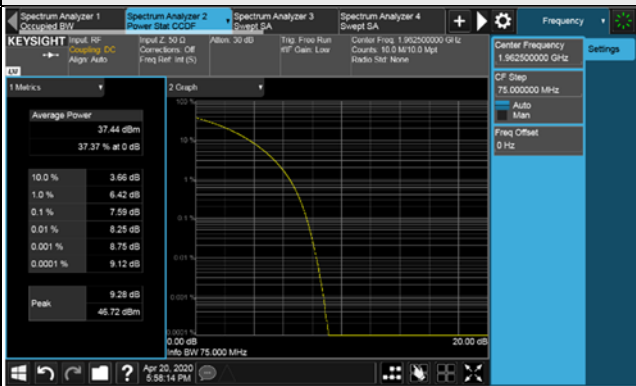 Spectrum Analyzer 1
Occupied BW
Spectrum Analyzer 2
Power Stat CCDF
Spectrum Analyzer 3
Swept SA
Spectrum Analyzer 4
Swept SA
Frequency
KEYSIGHT
Input: RF
Coupling: DC
Align: Auto
Input Z: 50 Ω
Corrections: Off
Freq Ref: Int (S)
Atten: 30 dB
Trig: Free Run
#IF Gain: Low
Center Freq: 1.962500000 GHz
Counts: 10.0 M/10.0 Mpt
Radio Std: None
Center Frequency
1.962500000 GHz
Settings
CF Step
75.000000 MHz
Auto
Man
Freq Offset
0 Hz
1 Metrics
2 Graph
Average Power
37.44 dBm
37.37 % at 0 dB
10.0 % 3.66 dB
1.0 % 6.42 dB
0.1 % 7.59 dB
0.01 % 8.25 dB
0.001 % 8.75 dB
0.0001 % 9.12 dB
Peak
9.28 dB
46.72 dBm
100 %
10 %
1 %
0.1 %
0.01 %
0.001 %
0.0001 %
0.00 dB
20.00 dB
Info BW 75.000 MHz
Apr 20, 2020
5:58:14 PM